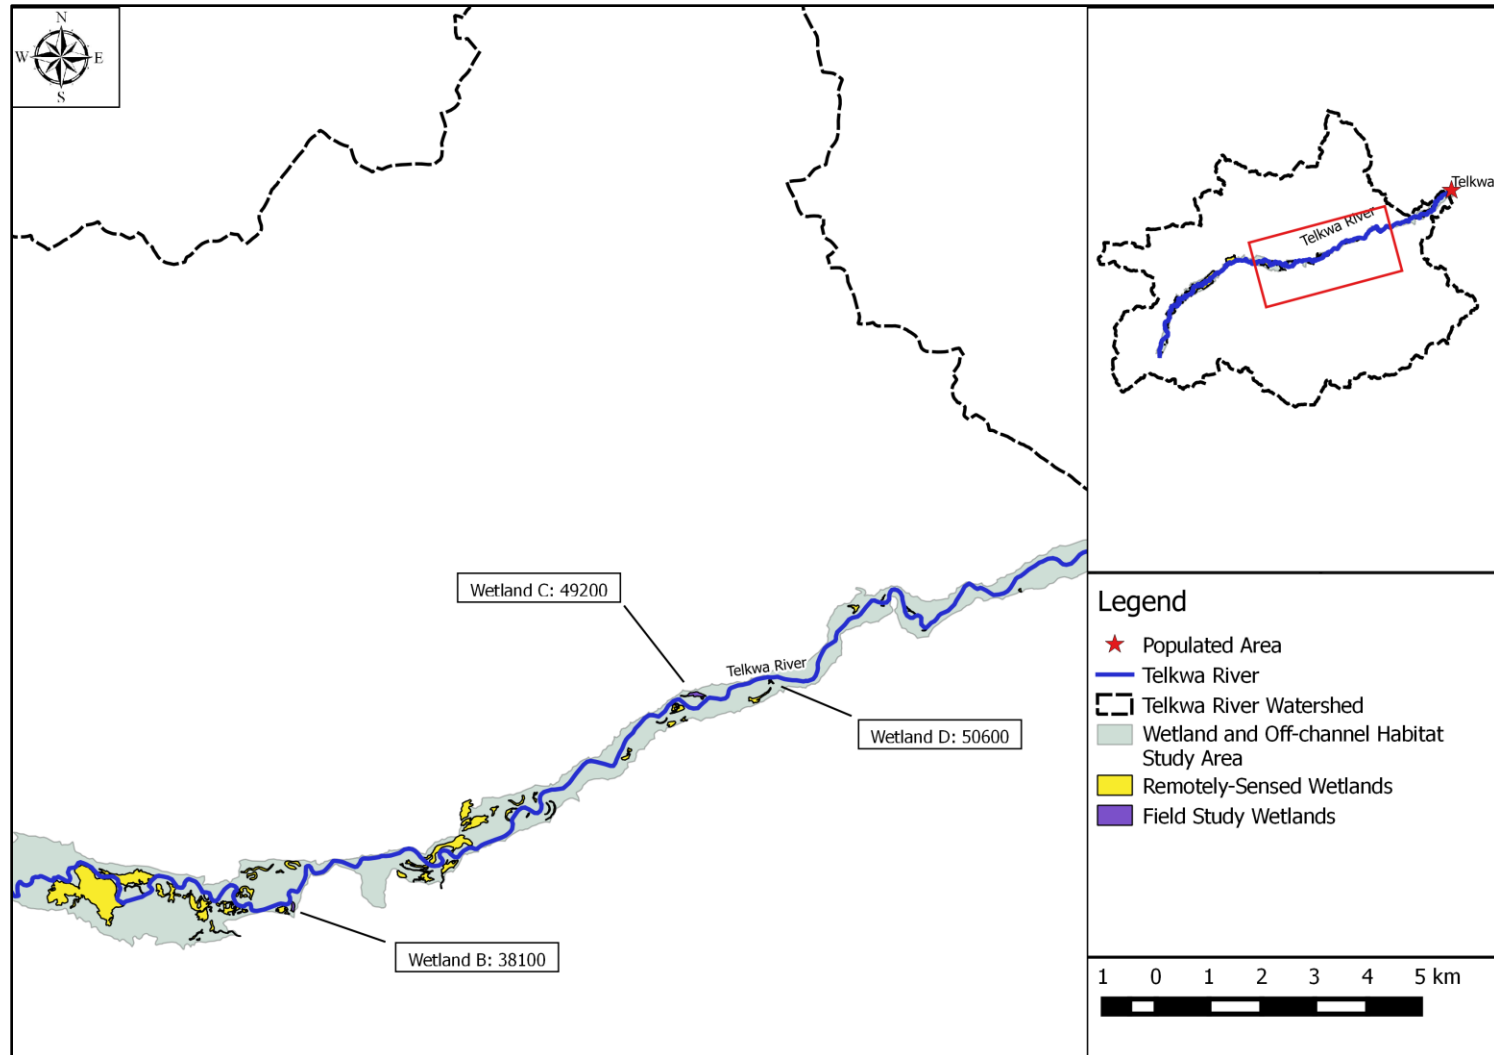 N
W E
S
Telkwa
Telkwa River
Wetland C: 49200
Telkwa River
Wetland D: 50600
Wetland B: 38100
Legend
Populated Area
Telkwa River
Telkwa River Watershed
Wetland and Off-channel Habitat
Study Area
Remotely-Sensed Wetlands
Field Study Wetlands
1 0 1 2 3 4 5 km